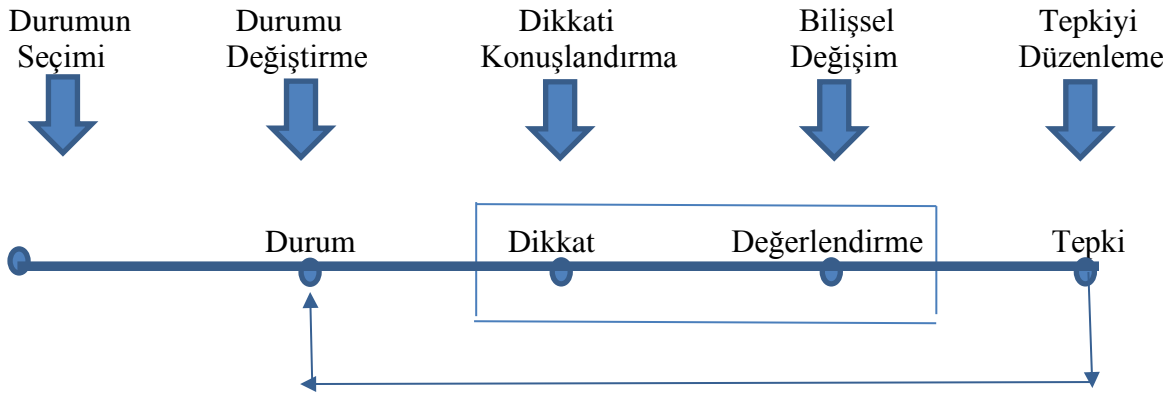 Durumun Seçimi
Durumu Değiştirme
Dikkati Konuşlandırma
Bilişsel Değişim
Tepkiyi Düzenleme
Durum
Dikkat
Değerlendirme
Tepki